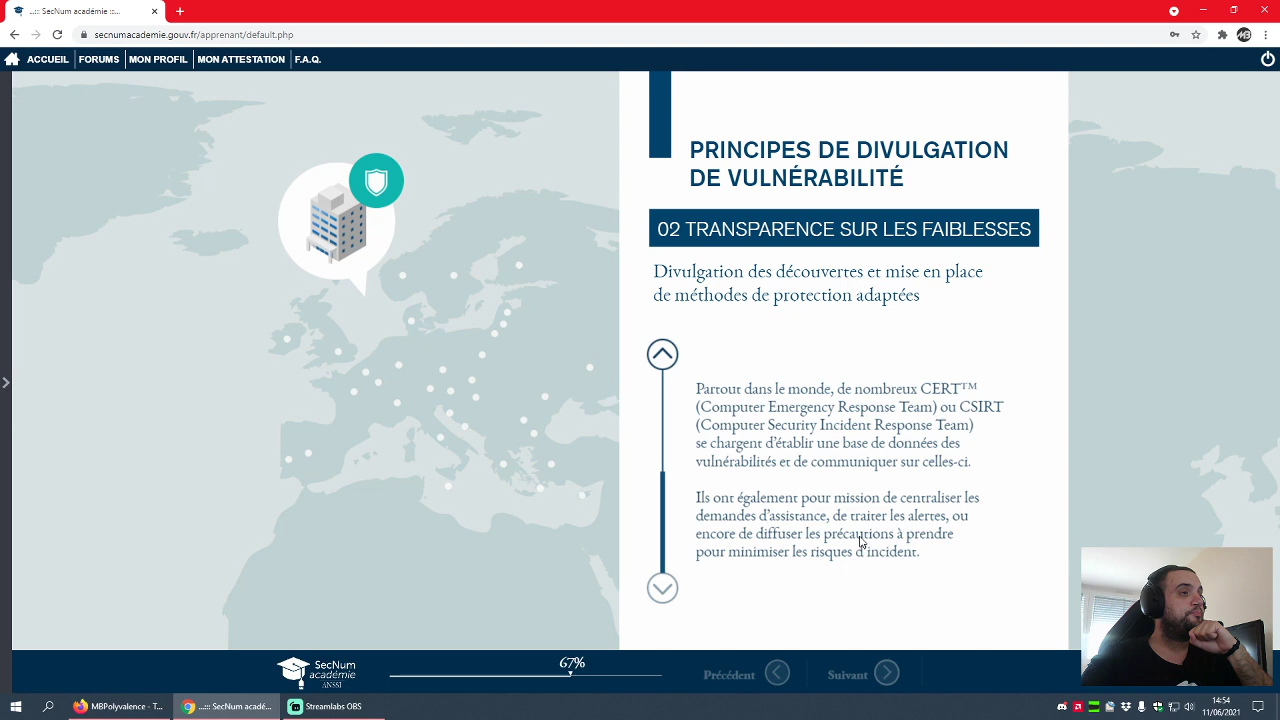 ..:: SecNum académie ::..
secnumacademie.gouv.fr/apprenant/default.php
ACCUEIL
FORUMS
MON PROFIL
MON ATTESTATION
F.A.Q.
PRINCIPES DE DIVULGATION
DE VULNÉRABILITÉ
02 TRANSPARENCE SUR LES FAIBLESSES
Divulgation des découvertes et mise en place
de méthodes de protection adaptées
Partout dans le monde, de nombreux CERT™
(Computer Emergency Response Team) ou CSIRT
(Computer Security Incident Response Team)
se chargent d'établir une base de données des
vulnérabilités et de communiquer sur celles-ci.
Ils ont également pour mission de centraliser les
demandes d'assistance, de traiter les alertes, ou
encore de diffuser les précautions à prendre
pour minimiser les risques d'incident.
SecNum
académie
ANSSI
67%
Précédent
Suivant
MBPolyvalence - T...
..:: SecNum acadé...
Streamlabs OBS
14:54
11/06/2021